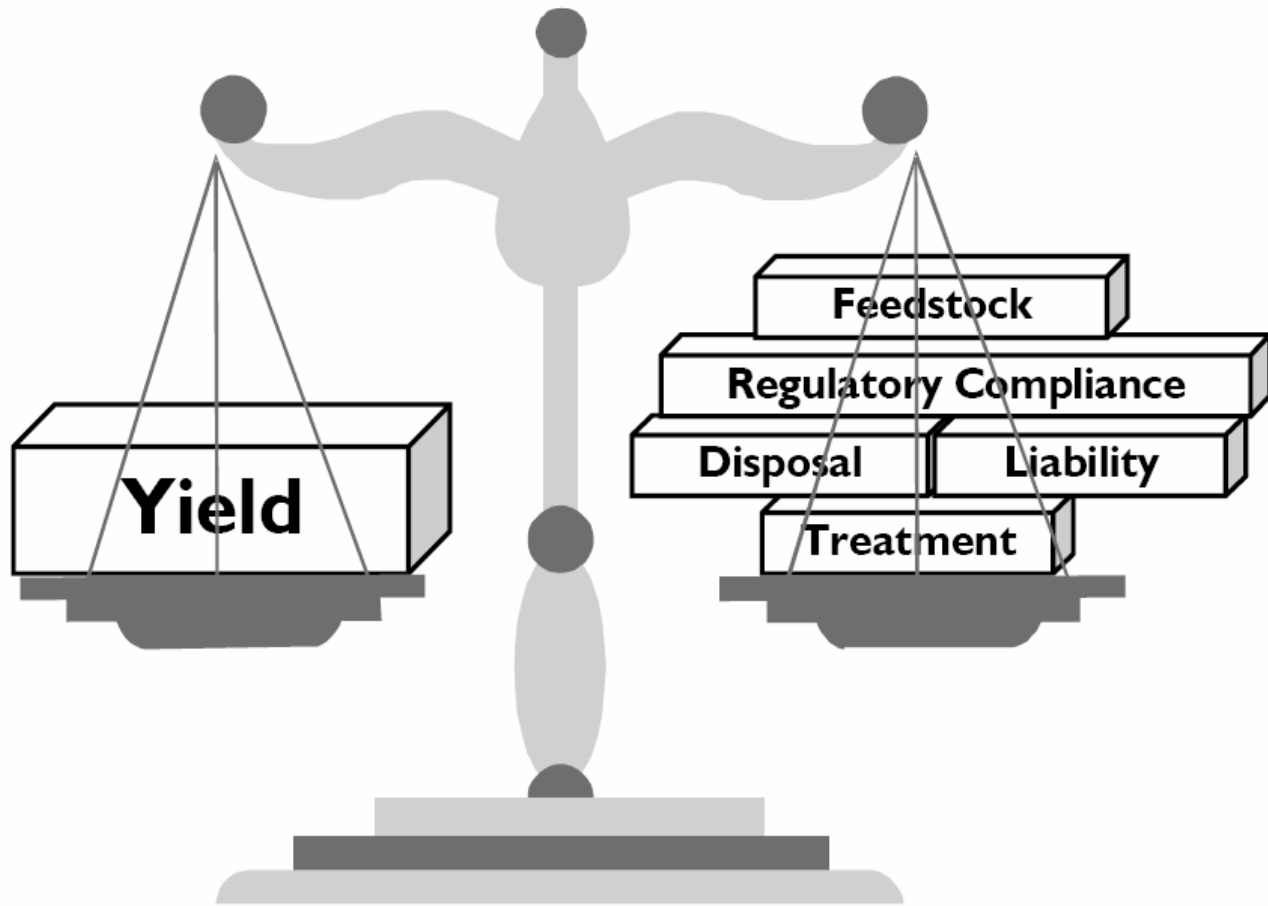 Yield
Feedstock
Regulatory Compliance
Disposal
Liability
Treatment